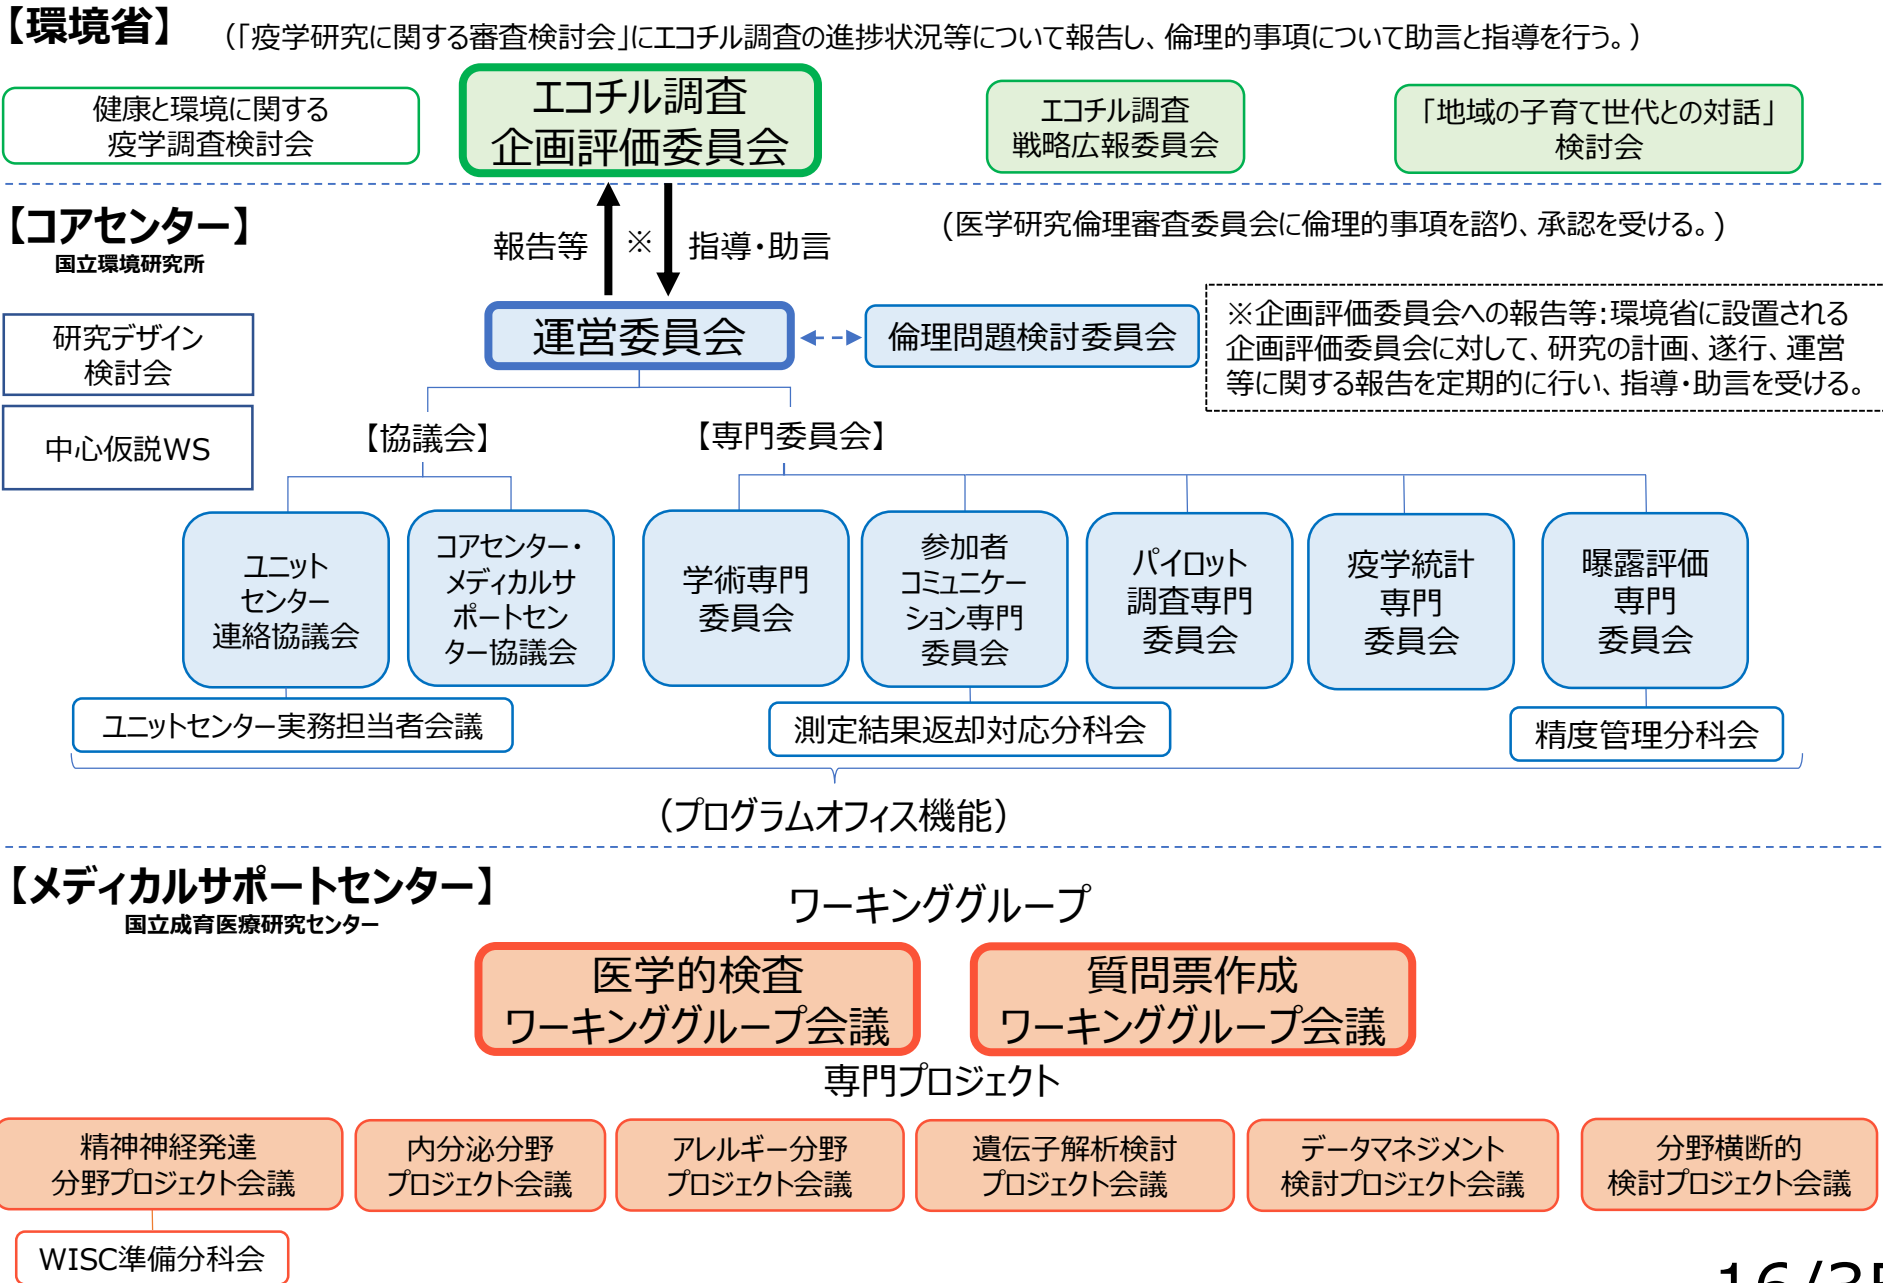 【環境省】
（「疫学研究に関する審査検討会」にエコチル調査の進捗状況等について報告し、倫理的事項について助言と指導を行う。）
健康と環境に関する
疫学調査検討会
エコチル調査
企画評価委員会
エコチル調査
戦略広報委員会
「地域の子育て世代との対話」
検討会
【コアセンター】
国立環境研究所
報告等
※
指導・助言
(医学研究倫理審査委員会に倫理的事項を諮り、承認を受ける。)
研究デザイン
検討会
中心仮説WS
運営委員会
倫理問題検討委員会
※企画評価委員会への報告等：環境省に設置される
企画評価委員会に対して、研究の計画、遂行、運営
等に関する報告を定期的に行い、指導・助言を受ける。
【協議会】
【専門委員会】
ユニット
センター
連絡協議会
コアセンター・
メディカルサ
ポートセン
ター協議会
学術専門
委員会
参加者
コミュニケー
ション専門
委員会
パイロット
調査専門
委員会
疫学統計
専門
委員会
曝露評価
専門
委員会
ユニットセンター実務担当者会議
測定結果返却対応分科会
精度管理分科会
（プログラムオフィス機能）
【メディカルサポートセンター】
国立成育医療研究センター
ワーキンググループ
医学的検査
ワーキンググループ会議
質問票作成
ワーキンググループ会議
専門プロジェクト
精神神経発達
分野プロジェクト会議
内分泌分野
プロジェクト会議
アレルギー分野
プロジェクト会議
遺伝子解析検討
プロジェクト会議
データマネジメント
検討プロジェクト会議
分野横断的
検討プロジェクト会議
WISC準備分科会